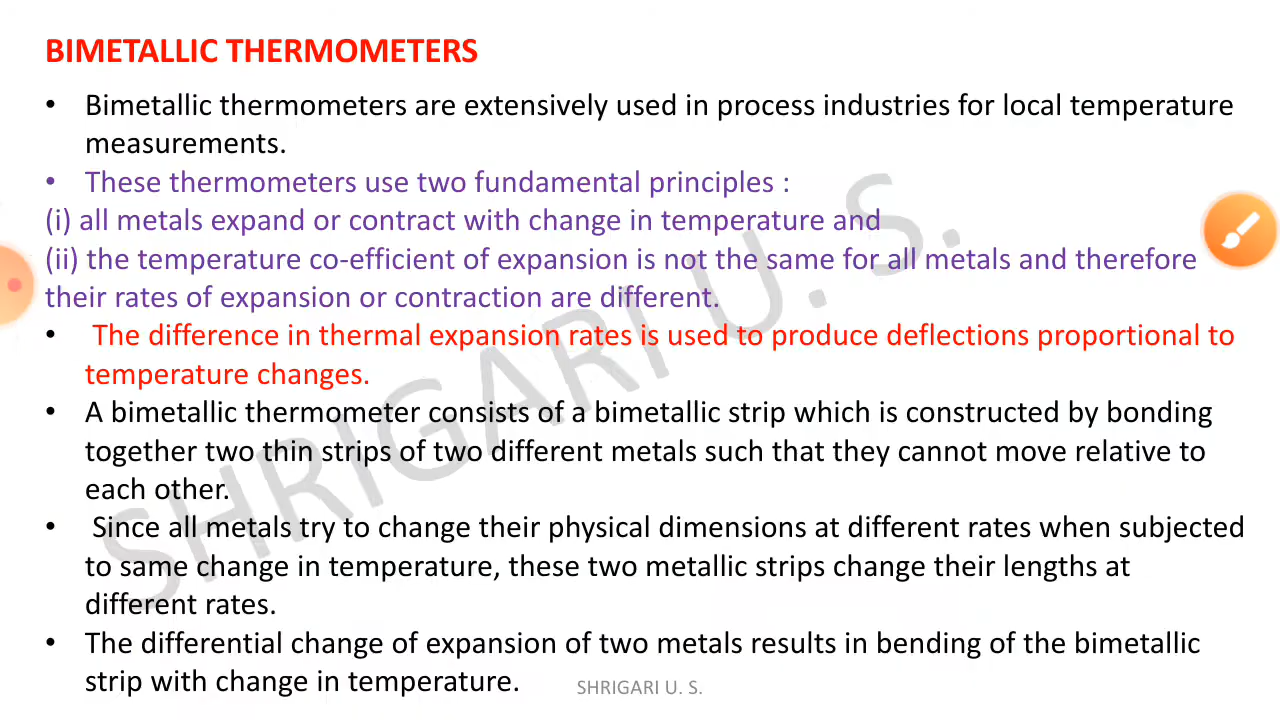 BIMETALLIC THERMOMETERS
• Bimetallic thermometers are extensively used in process industries for local temperature
measurements.
• These thermometers use two fundamental principles :
(i) all metals expand or contract with change in temperature and
(ii) the temperature co-efficient of expansion is not the same for all metals and therefore
their rates of expansion or contraction are different.
• The difference in thermal expansion rates is used to produce deflections proportional to
temperature changes.
• A bimetallic thermometer consists of a bimetallic strip which is constructed by bonding
together two thin strips of two different metals such that they cannot move relative to
each other.
• Since all metals try to change their physical dimensions at different rates when subjected
to same change in temperature, these two metallic strips change their lengths at
different rates.
• The differential change of expansion of two metals results in bending of the bimetallic
strip with change in temperature.
SHRIGARI U. S.
SHRIGARI U. S.